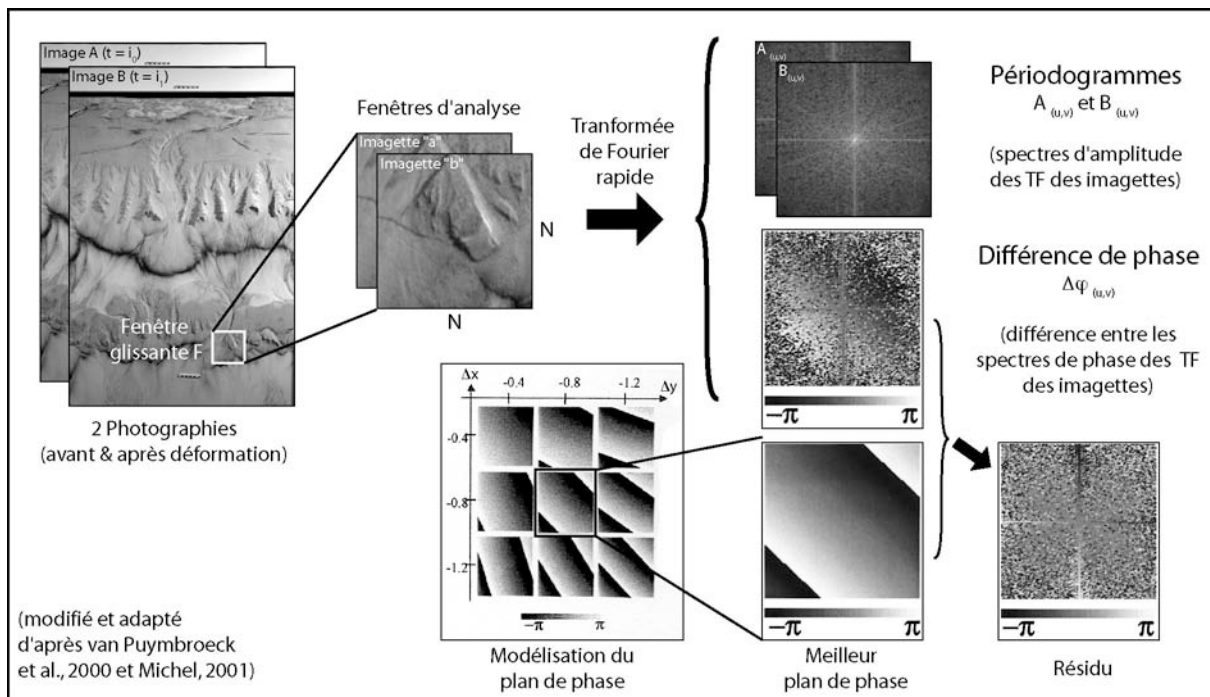 Image A (t = i₀)
Image B (t = i₁)
Fenêtre
glissante F
2 Photographies
(avant & après déformation)
Fenêtres d'analyse
Imagette "a"
Imagette "b"
N
N
Tranformée
de Fourier
rapide
A (u,v)
B (u,v)
Périodogrammes
A (u,v) et B (u,v)
(spectres d'amplitude
des TF des imagettes)
Différence de phase
Δφ (u,v)
(différence entre les
spectres de phase des TF
des imagettes)
−π π
Δx -0.4 -0.8 -1.2 Δy
-0.4
-0.8
-1.2
−π π
Modélisation du
plan de phase
−π π
Meilleur
plan de phase
−π π
Résidu
(modifié et adapté
d'après van Puymbroeck
et al., 2000 et Michel, 2001)